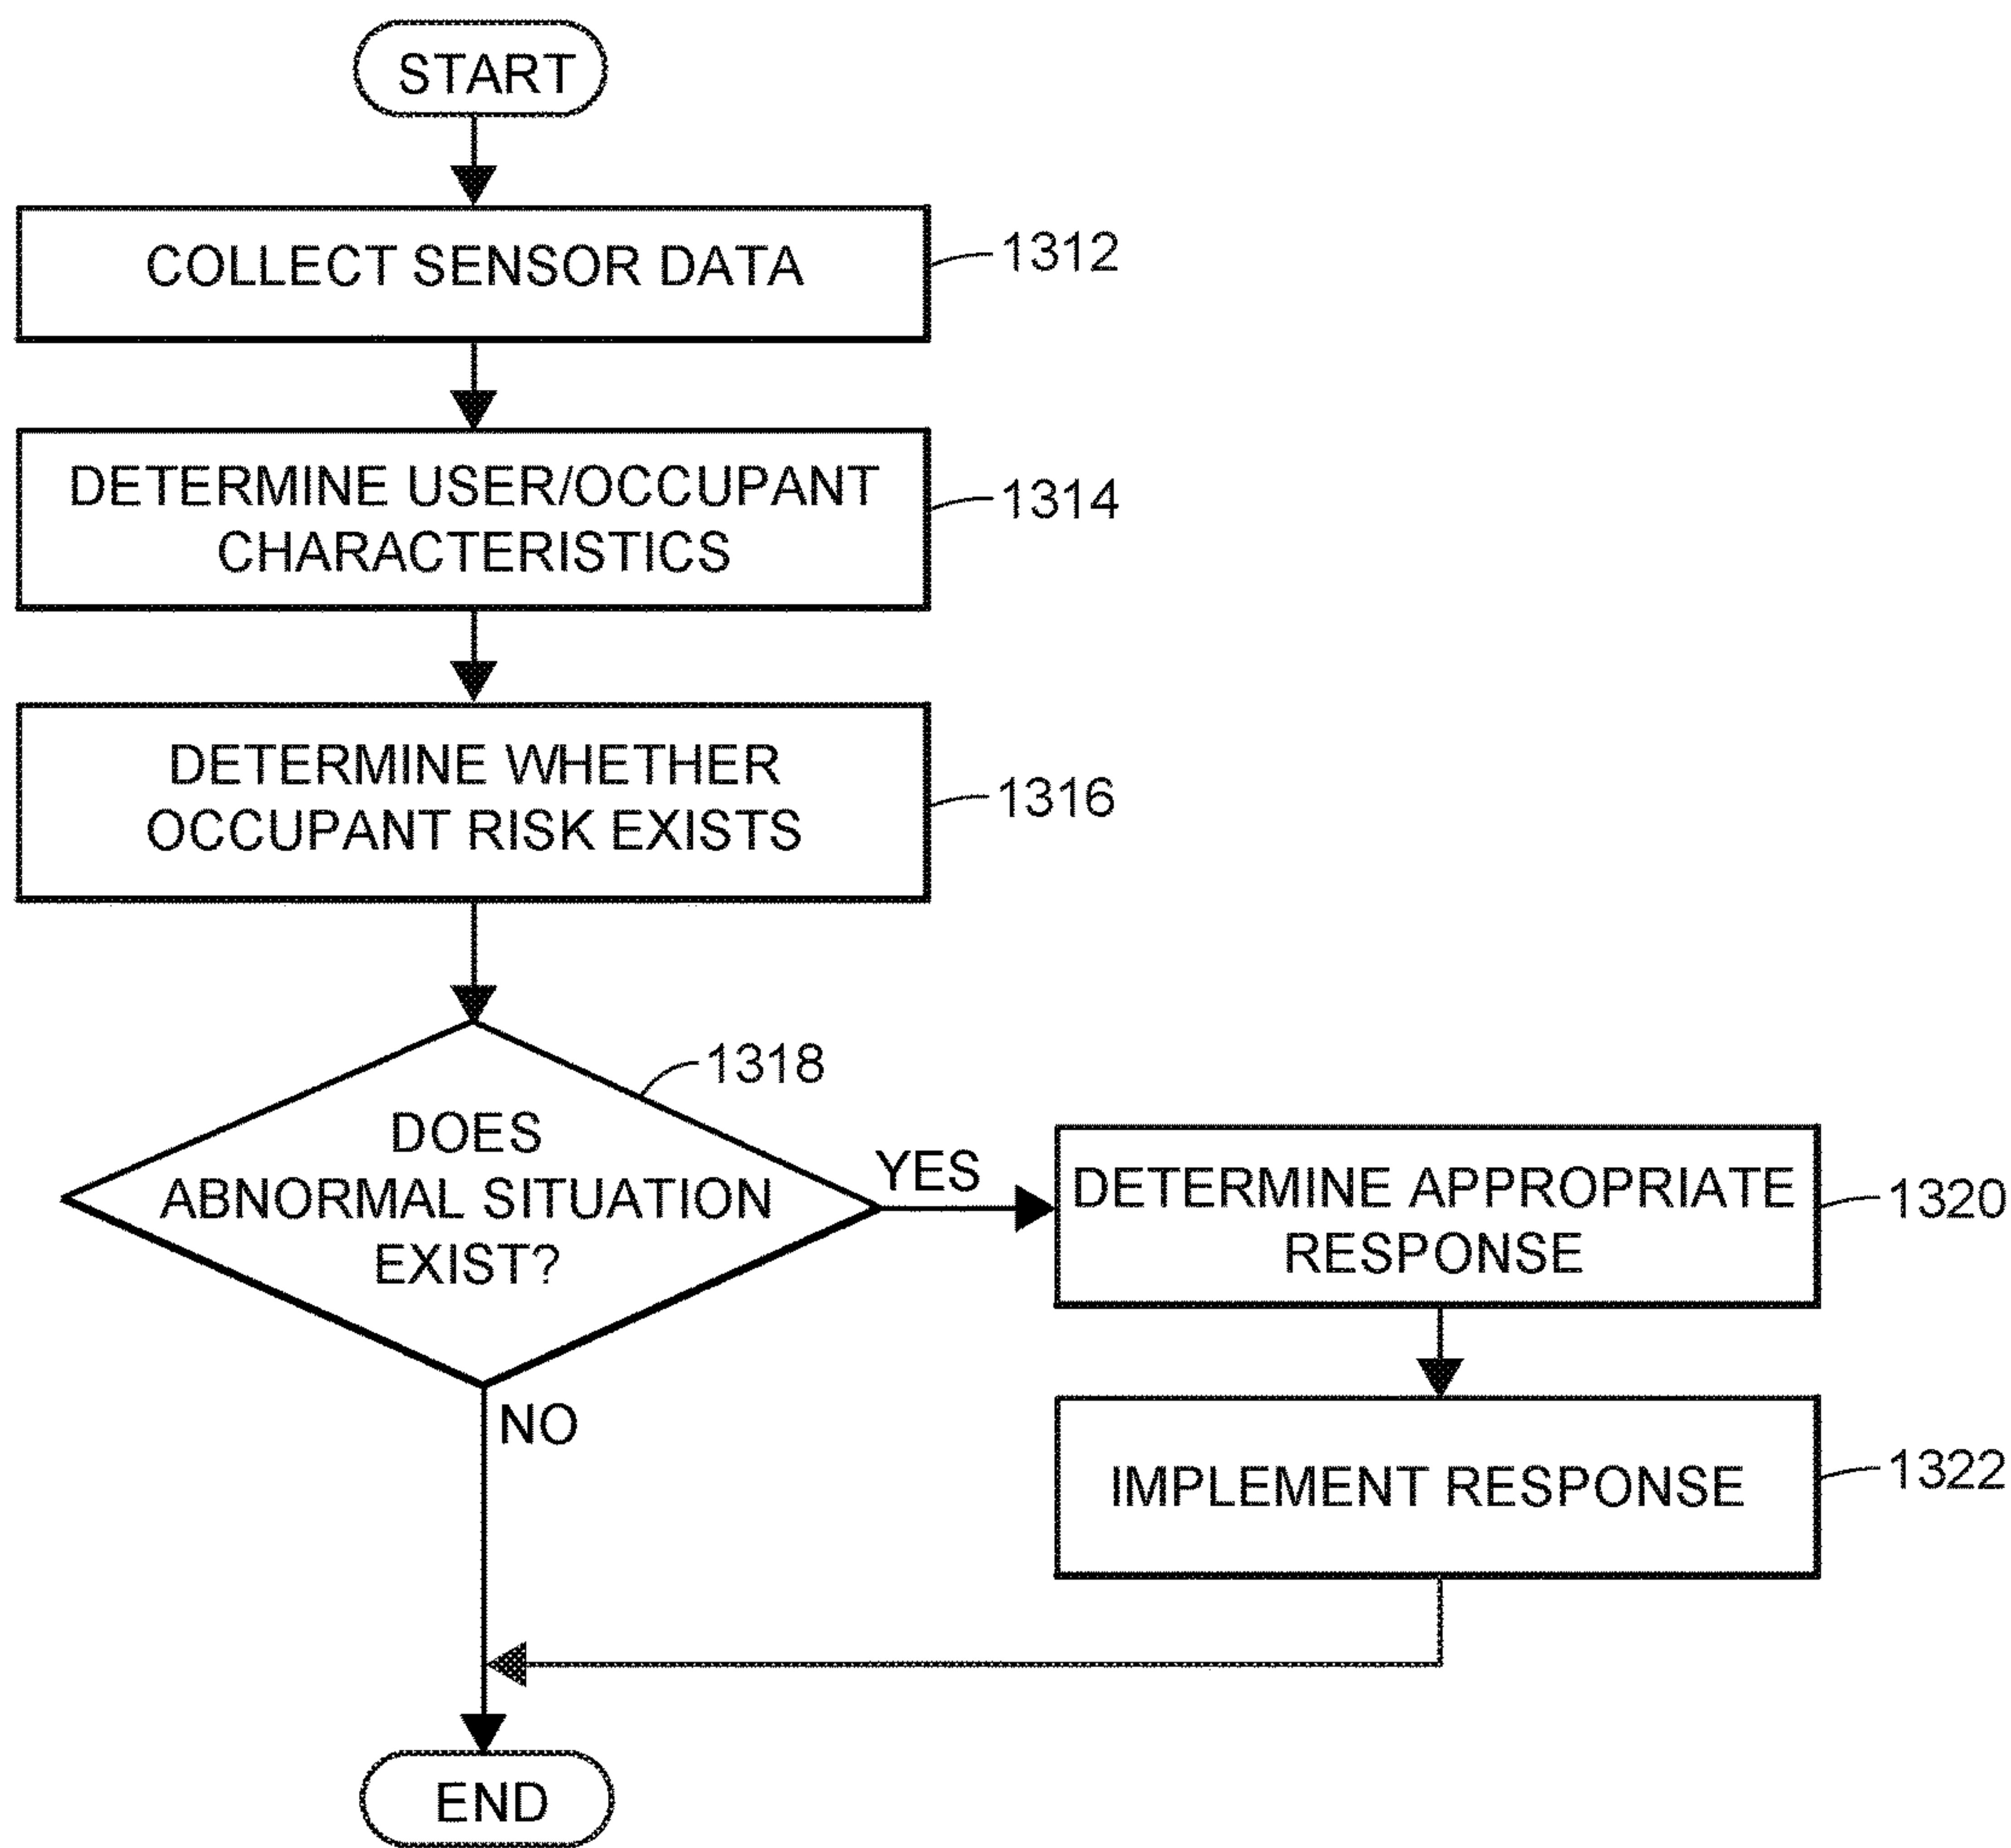 START
COLLECT SENSOR DATA
1312
DETERMINE USER/OCCUPANT
CHARACTERISTICS
1314
DETERMINE WHETHER
OCCUPANT RISK EXISTS
1316
1318
DOES
ABNORMAL SITUATION
EXIST?
YES
DETERMINE APPROPRIATE
RESPONSE
1320
NO
IMPLEMENT RESPONSE
1322
END